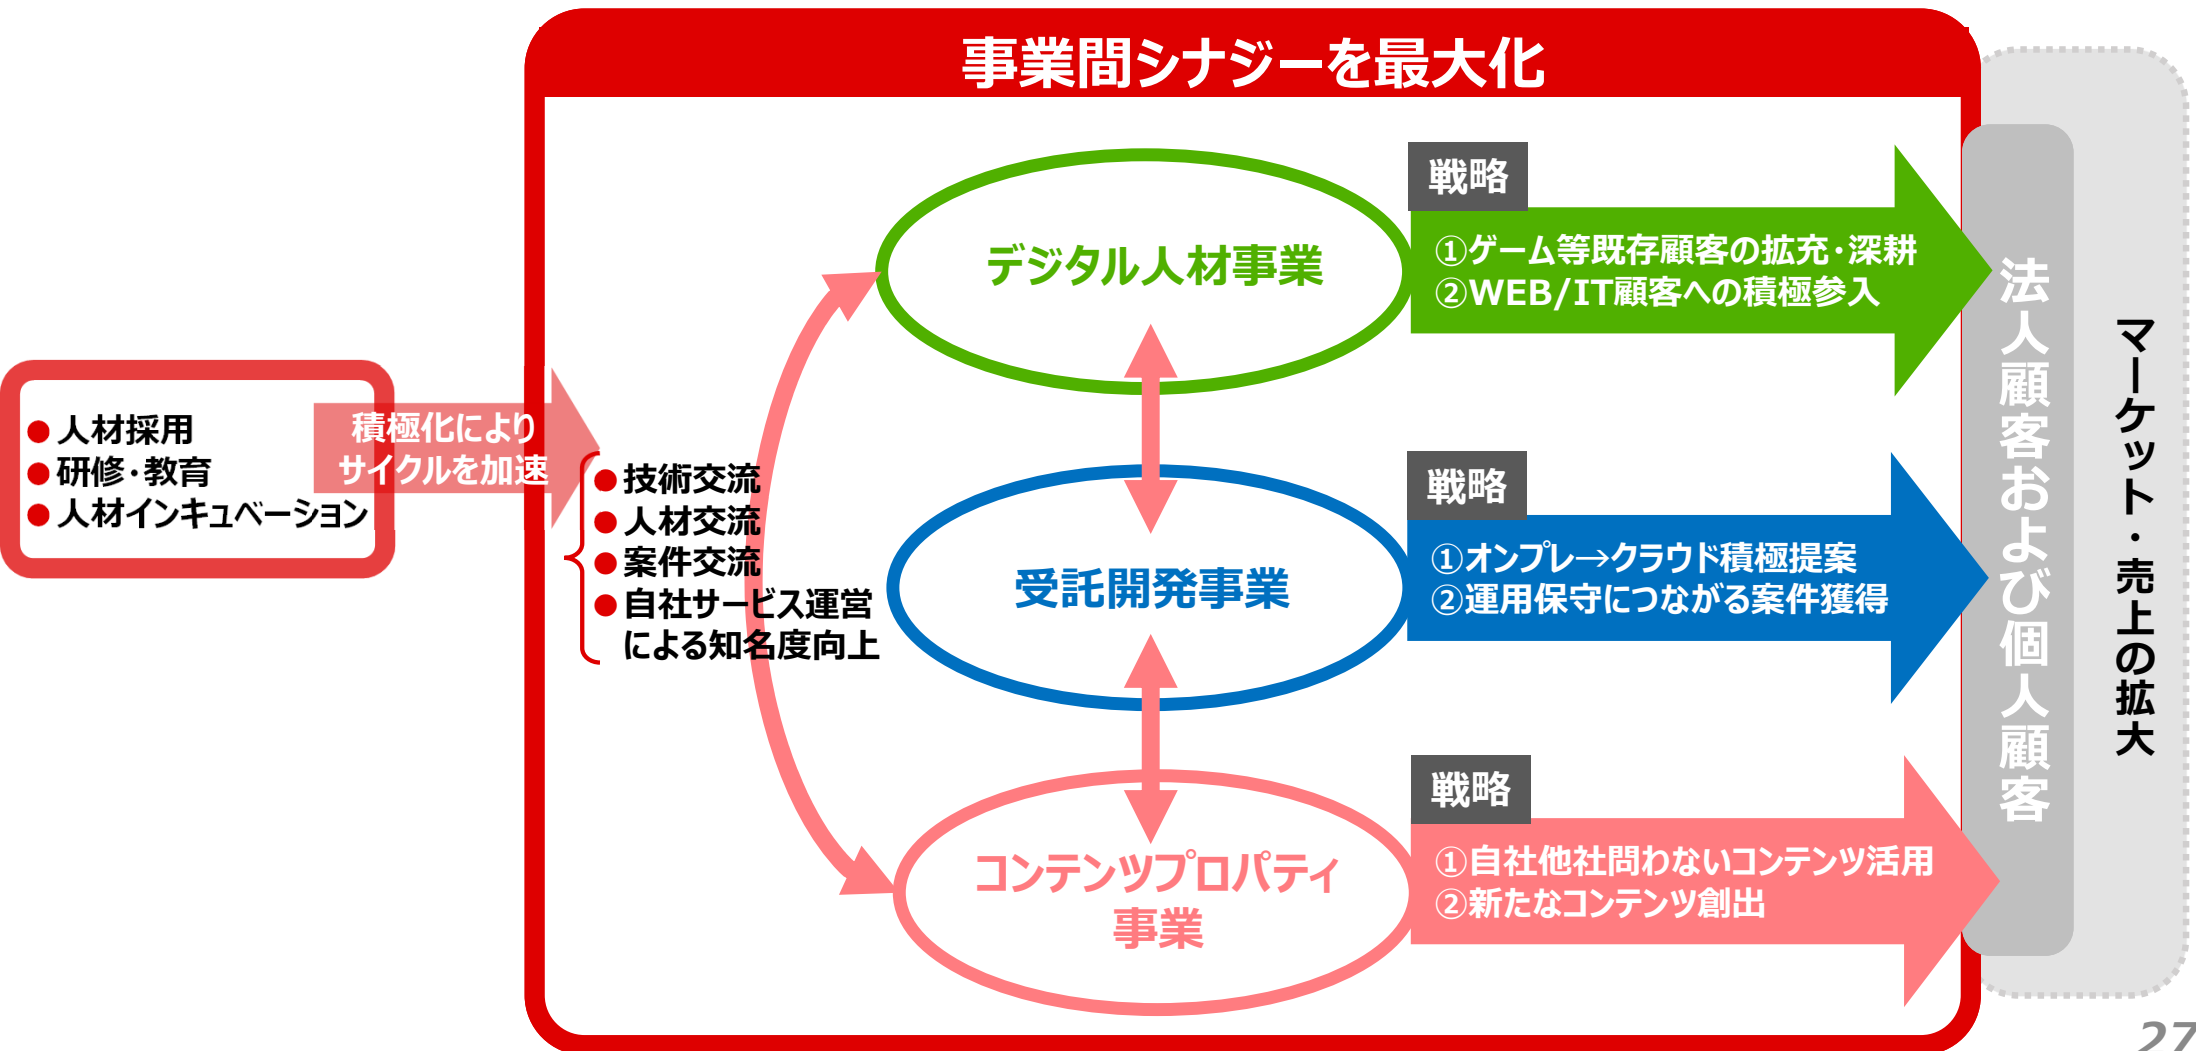 事業間シナジーを最大化
人材採用
研修・教育
人材インキュベーション
積極化により
サイクルを加速
技術交流
人材交流
案件交流
自社サービス運営
による知名度向上
デジタル人材事業
戦略
①ゲーム等既存顧客の拡充・深耕
②WEB/IT顧客への積極参入
受託開発事業
戦略
①オンプレ→クラウド積極提案
②運用保守につながる案件獲得
コンテンツプロパティ
事業
戦略
①自社他社問わないコンテンツ活用
②新たなコンテンツ創出
法人顧客および個人顧客
マーケット・売上の拡大
27